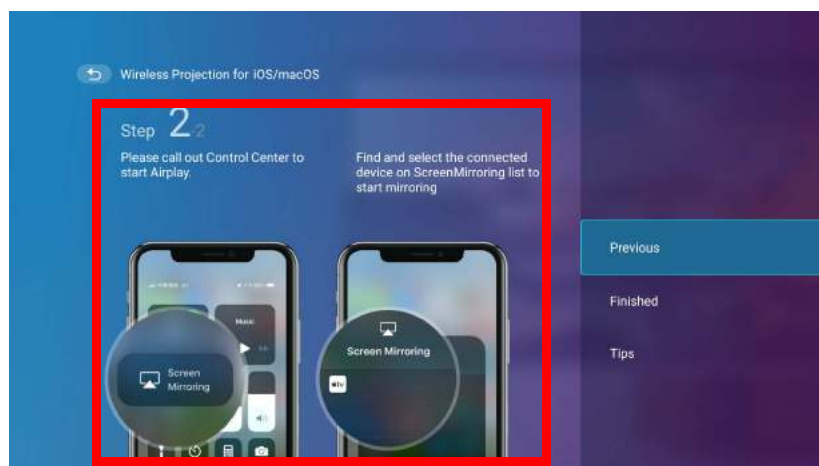 Wireless Projection for iOS/macOS
Step 2/2
Please call out Control Center to
start Airplay.
Find and select the connected
device on ScreenMirroring list to
start mirroring
Music
Screen
Mirroring
Screen Mirroring
tv
Previous
Finished
Tips